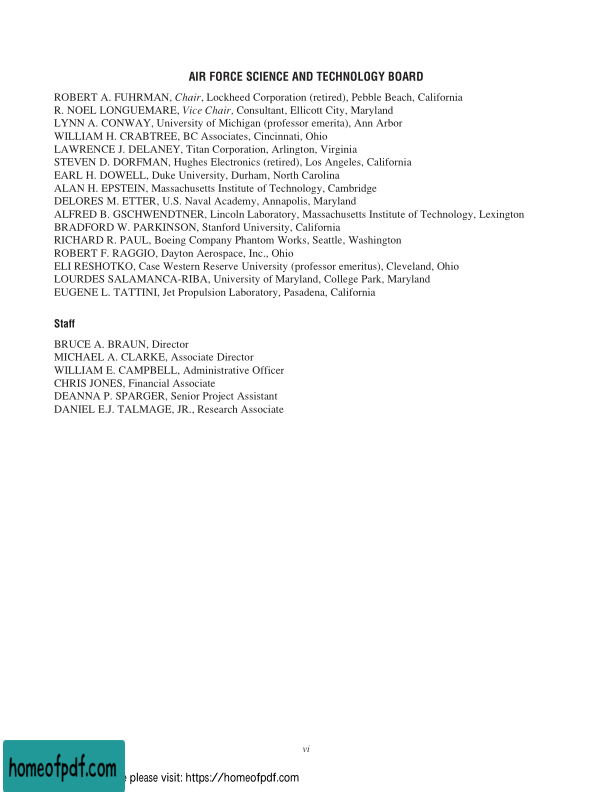 AIR FORCE SCIENCE AND TECHNOLOGY BOARD
ROBERT A. FUHRMAN, Chair, Lockheed Corporation (retired), Pebble Beach, California
R. NOEL LONGUEMARE, Vice Chair, Consultant, Ellicott City, Maryland
LYNN A. CONWAY, University of Michigan (professor emerita), Ann Arbor
WILLIAM H. CRABTREE, BC Associates, Cincinnati, Ohio
LAWRENCE J. DELANEY, Titan Corporation, Arlington, Virginia
STEVEN D. DORFMAN, Hughes Electronics (retired), Los Angeles, California
EARL H. DOWELL, Duke University, Durham, North Carolina
ALAN H. EPSTEIN, Massachusetts Institute of Technology, Cambridge
DELORES M. ETTER, U.S. Naval Academy, Annapolis, Maryland
ALFRED B. GSCHWENDTNER, Lincoln Laboratory, Massachusetts Institute of Technology, Lexington
BRADFORD W. PARKINSON, Stanford University, California
RICHARD R. PAUL, Boeing Company Phantom Works, Seattle, Washington
ROBERT F. RAGGIO, Dayton Aerospace, Inc., Ohio
ELI RESHOTKO, Case Western Reserve University (professor emeritus), Cleveland, Ohio
LOURDES SALAMANCA-RIBA, University of Maryland, College Park, Maryland
EUGENE L. TATTINI, Jet Propulsion Laboratory, Pasadena, California
Staff
BRUCE A. BRAUN, Director
MICHAEL A. CLARKE, Associate Director
WILLIAM E. CAMPBELL, Administrative Officer
CHRIS JONES, Financial Associate
DEANNA P. SPARGER, Senior Project Assistant
DANIEL E.J. TALMAGE, JR., Research Associate
vi
homeofpdf.com
please visit: https://homeofpdf.com